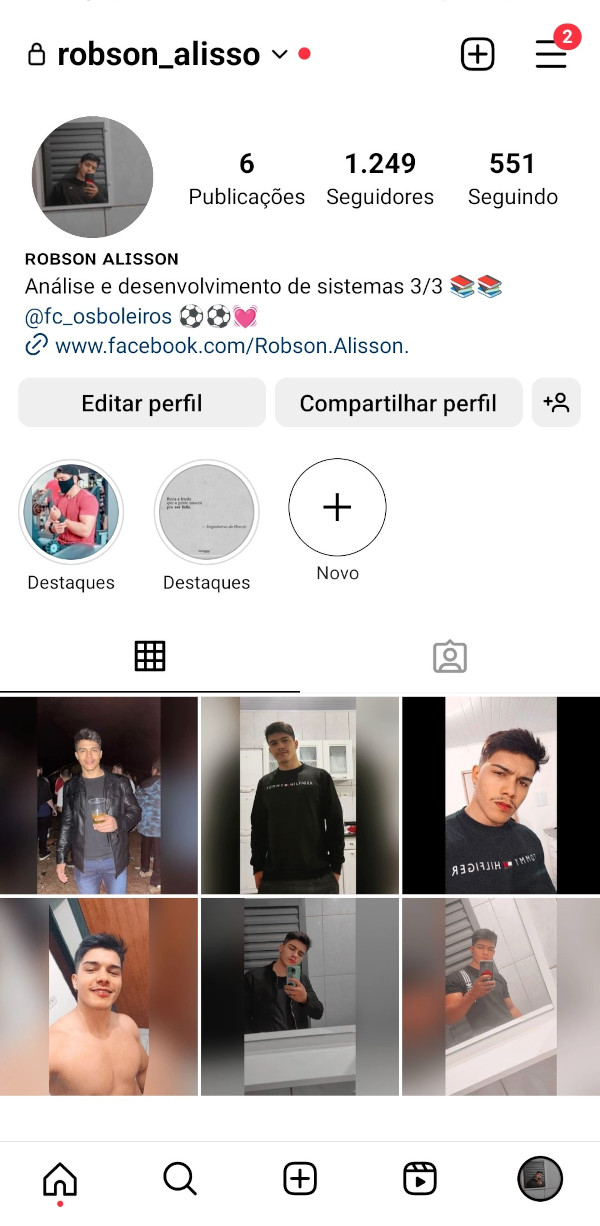 robson_alisso
2
6 1.249 551
Publicações Seguidores Seguindo
ROBSON ALISSON
Análise e desenvolvimento de sistemas 3/3 📚📚
@fc_osboleiros ⚽⚽💓
www.facebook.com/Robson.Alisson.
Editar perfil Compartilhar perfil
Destaques Destaques Novo
TOMMY HILFIGER
TOMMY HILFIGER